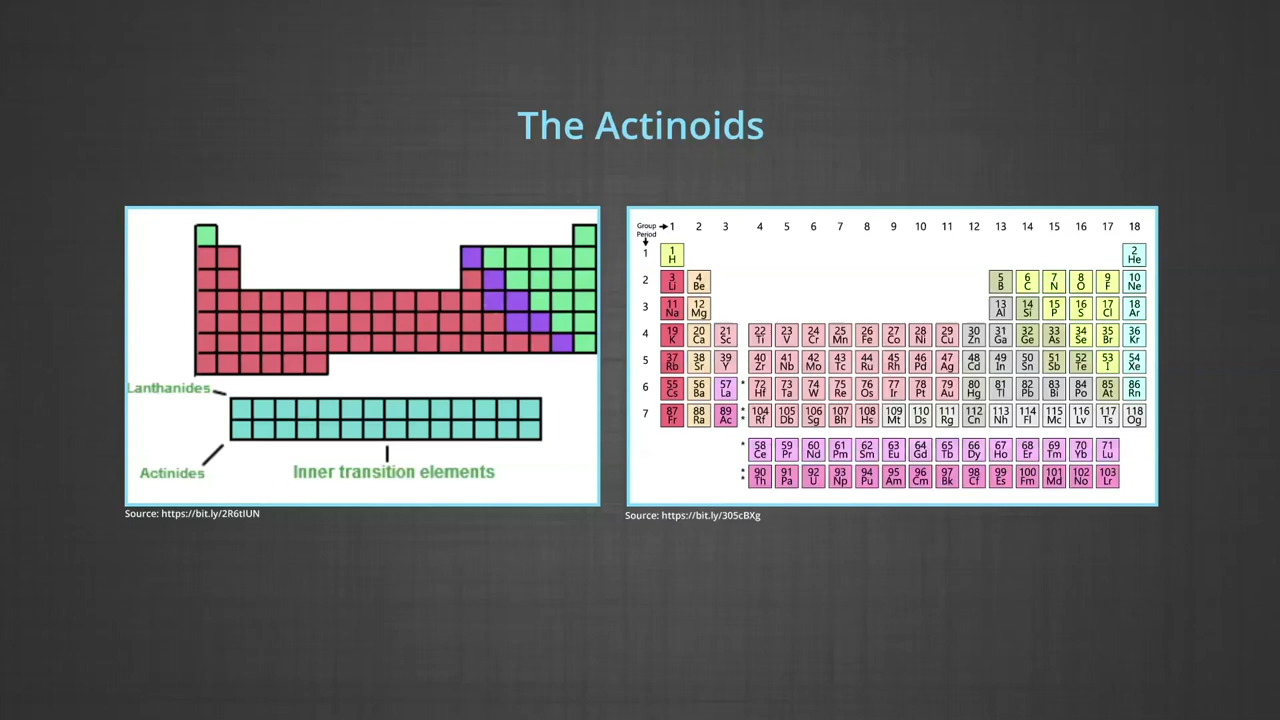 The Actinoids
Lanthanides
Actinides
Inner transition elements
Source: https://bit.ly/2R6tIUN
Group 1 2 3 4 5 6 7 8 9 10 11 12 13 14 15 16 17 18
Period
1 1 H 2 He
2 3 Li 4 Be 5 B 6 C 7 N 8 O 9 F 10 Ne
3 11 Na 12 Mg 13 Al 14 Si 15 P 16 S 17 Cl 18 Ar
4 19 K 20 Ca 21 Sc 22 Ti 23 V 24 Cr 25 Mn 26 Fe 27 Co 28 Ni 29 Cu 30 Zn 31 Ga 32 Ge 33 As 34 Se 35 Br 36 Kr
5 37 Rb 38 Sr 39 Y 40 Zr 41 Nb 42 Mo 43 Tc 44 Ru 45 Rh 46 Pd 47 Ag 48 Cd 49 In 50 Sn 51 Sb 52 Te 53 I 54 Xe
6 55 Cs 56 Ba 57 La * 72 Hf 73 Ta 74 W 75 Re 76 Os 77 Ir 78 Pt 79 Au 80 Hg 81 Tl 82 Pb 83 Bi 84 Po 85 At 86 Rn
7 87 Fr 88 Ra 89 Ac * * 104 Rf 105 Db 106 Sg 107 Bh 108 Hs 109 Mt 110 Ds 111 Rg 112 Cn 113 Nh 114 Fl 115 Mc 116 Lv 117 Ts 118 Og
* 58 Ce 59 Pr 60 Nd 61 Pm 62 Sm 63 Eu 64 Gd 65 Tb 66 Dy 67 Ho 68 Er 69 Tm 70 Yb 71 Lu
* * 90 Th 91 Pa 92 U 93 Np 94 Pu 95 Am 96 Cm 97 Bk 98 Cf 99 Es 100 Fm 101 Md 102 No 103 Lr
Source: https://bit.ly/305cBXg